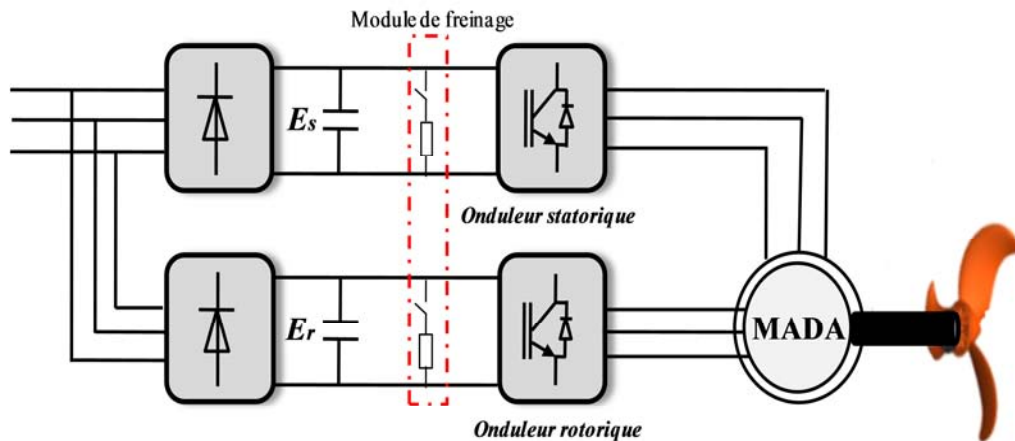 Module de freinage
Es
Onduleur statorique
Er
MADA
Onduleur rotorique